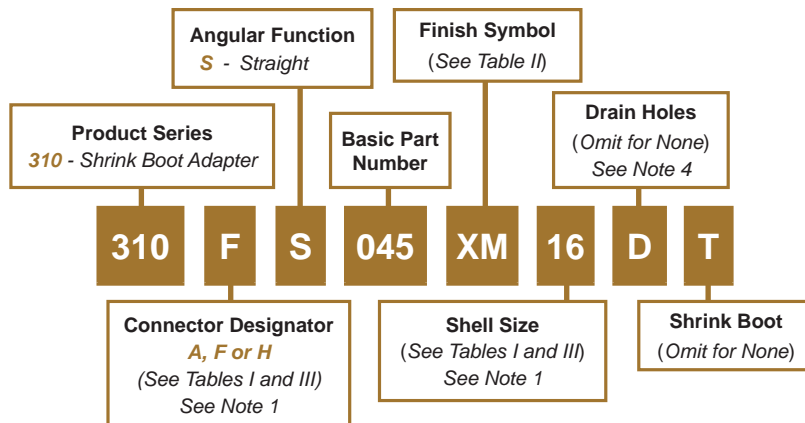 Angular Function
S - Straight
Finish Symbol
(See Table II)
Product Series
310 - Shrink Boot Adapter
Basic Part
Number
Drain Holes
(Omit for None)
See Note 4
310 F S 045 XM 16 D T
Connector Designator
A, F or H
(See Tables I and III)
See Note 1
Shell Size
(See Tables I and III)
See Note 1
Shrink Boot
(Omit for None)